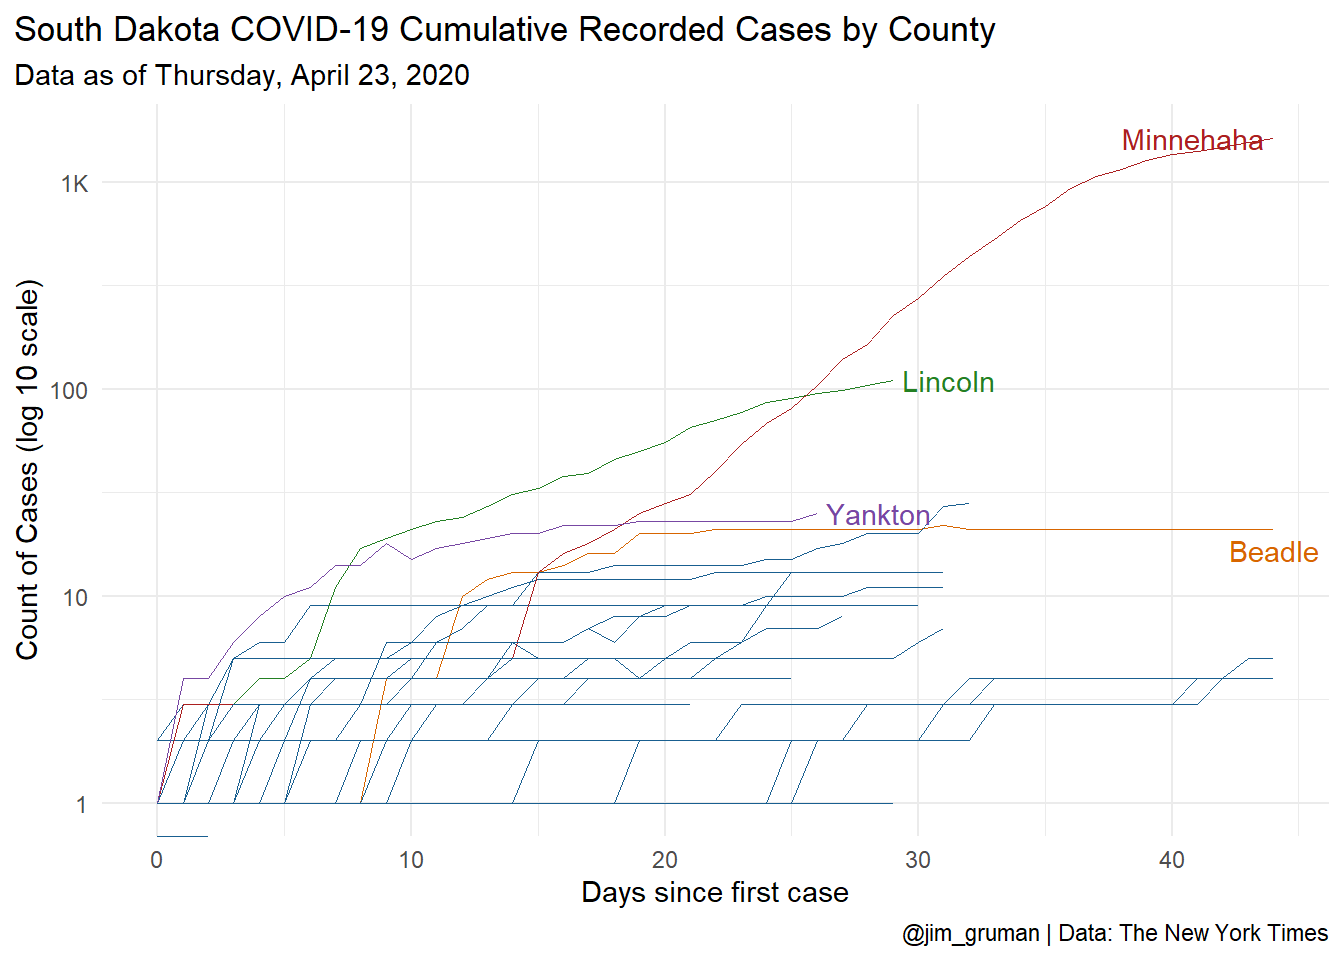 South Dakota COVID-19 Cumulative Recorded Cases by County
Data as of Thursday, April 23, 2020
Minnehaha
1K
Count of Cases (log 10 scale)
Lincoln
100
Yankton
Beadle
10
1
0 10 20 30 40
Days since first case
@jim_gruman | Data: The New York Times